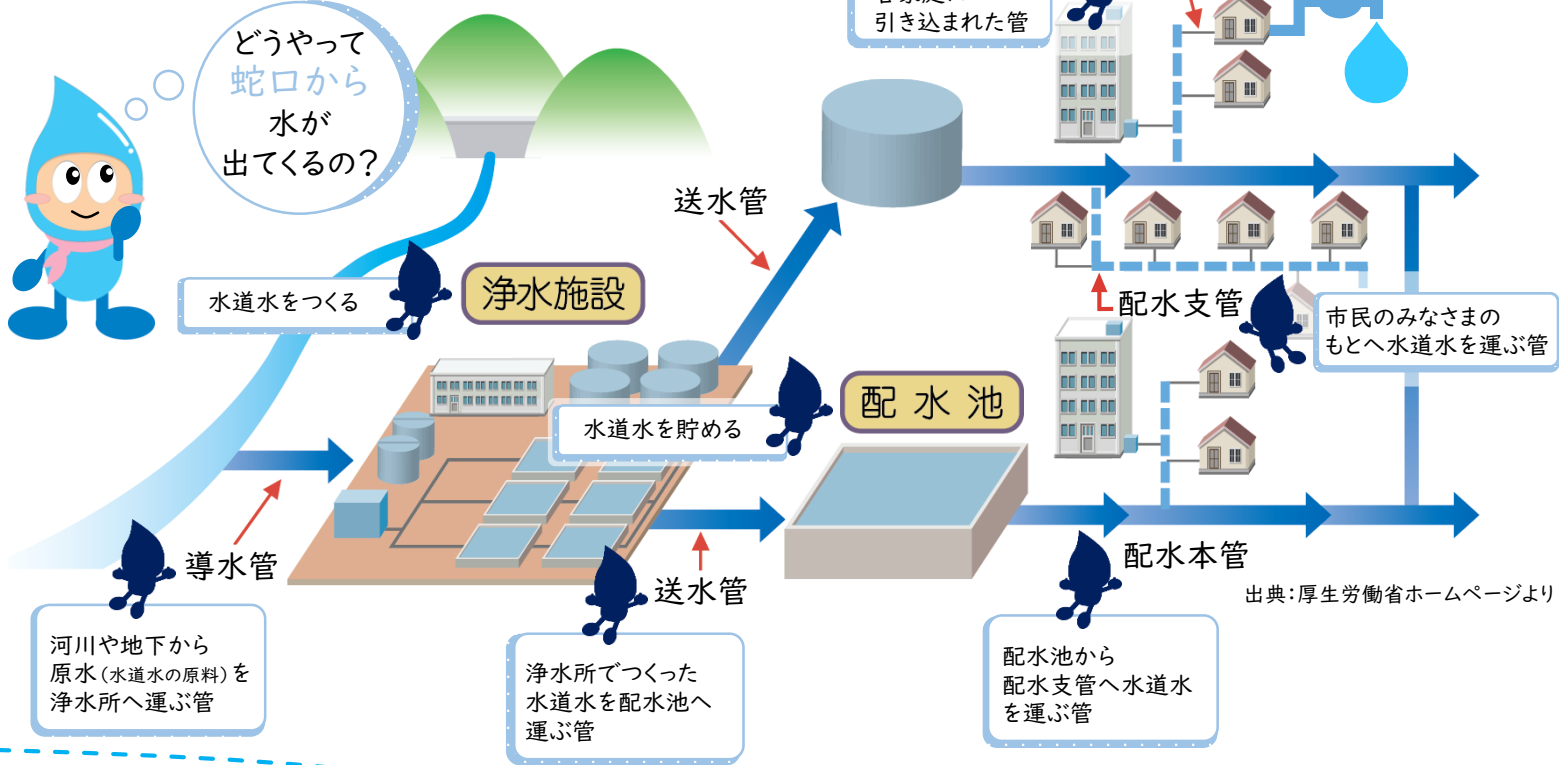 どうやって
蛇口から
水が
出てくるの？
引き込まれた管
送水管
水道水をつくる
浄水施設
配水支管
市民のみなさまの
もとへ水道水を運ぶ管
水道水を貯める
配水池
導水管
河川や地下から
原水(水道水の原料)を
浄水所へ運ぶ管
送水管
浄水所でつくった
水道水を配水池へ
運ぶ管
配水本管
配水池から
配水支管へ水道水
を運ぶ管
出典：厚生労働省ホームページより